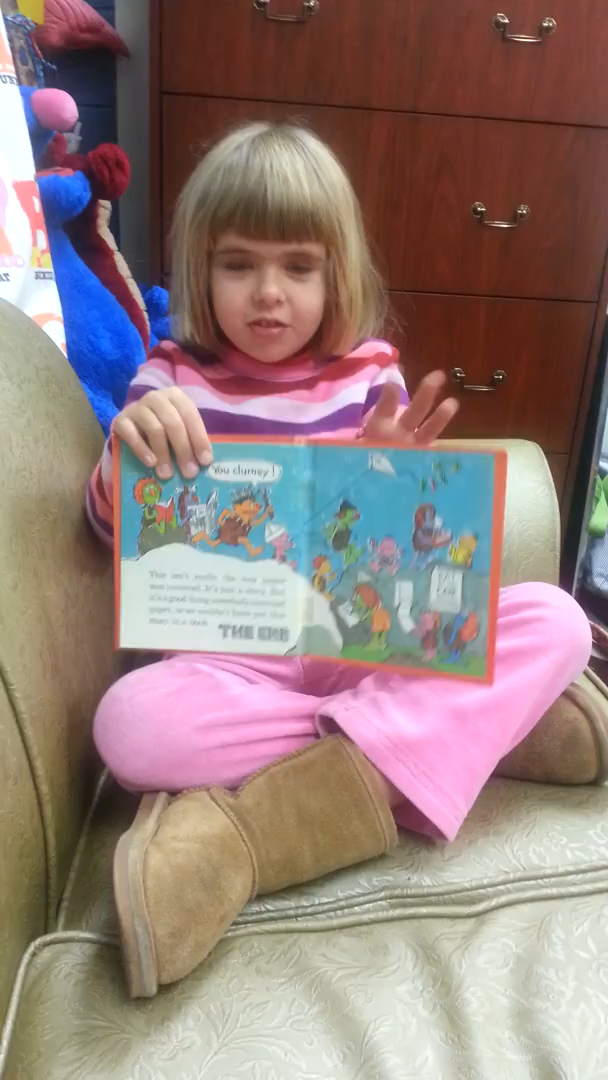 You clumsy!
This isn't really the way paper
was invented. It's just a story. But
it's a good thing somebody invented
paper, or we couldn't have put this
story in a book.
THE END